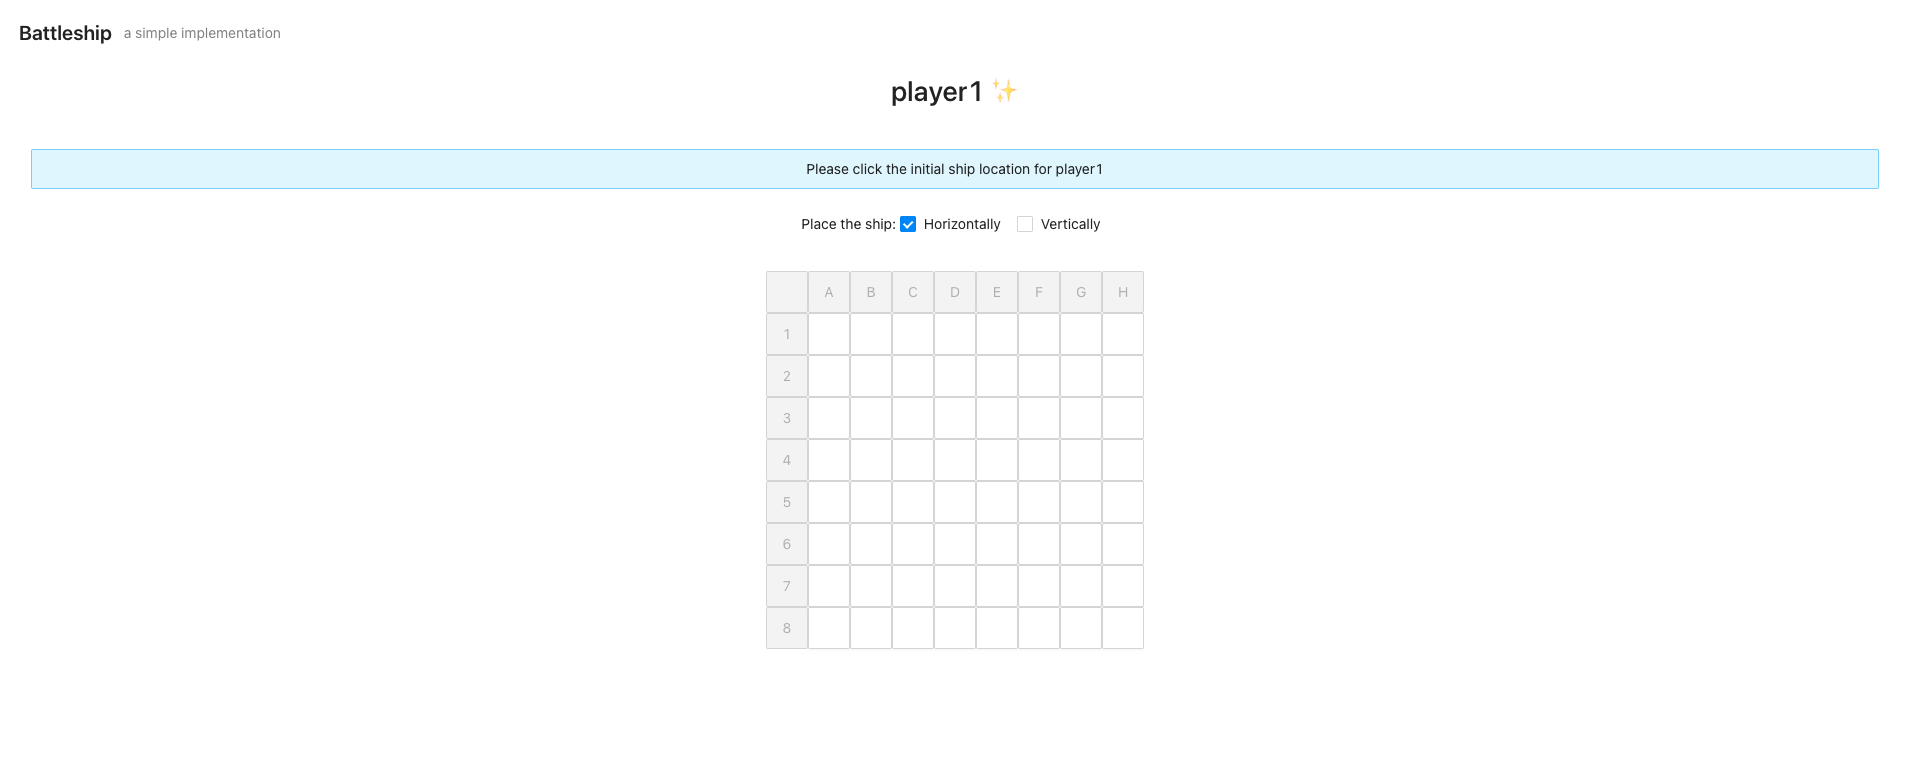 Battleship a simple implementation
player1 ✨
Please click the initial ship location for player1
Place the ship: Horizontally Vertically
A B C D E F G H
1
2
3
4
5
6
7
8